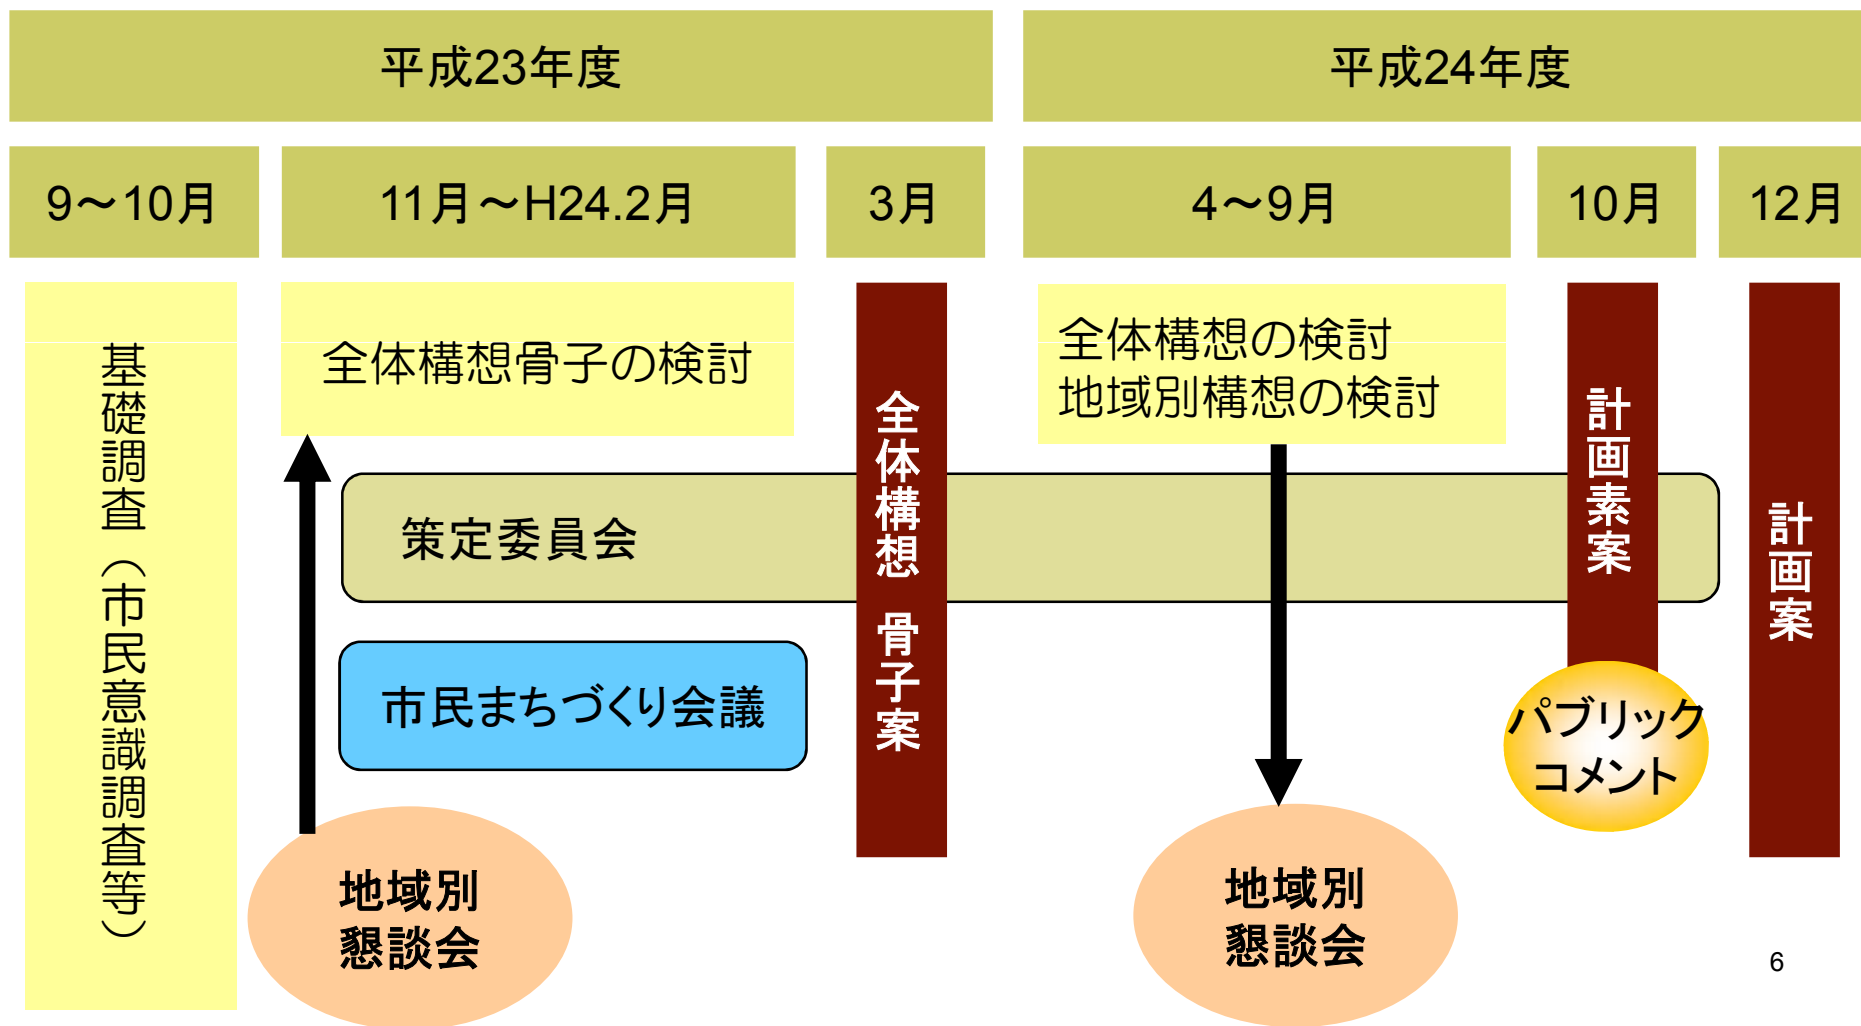 平成23年度
平成24年度
9～10月
11月～H24.2月
3月
4～9月
10月
12月
基礎調査（市民意識調査等）
全体構想骨子の検討
全体構想 骨子案
全体構想の検討
地域別構想の検討
計画素案
計画案
策定委員会
市民まちづくり会議
パブリック
コメント
地域別
懇談会
地域別
懇談会
6